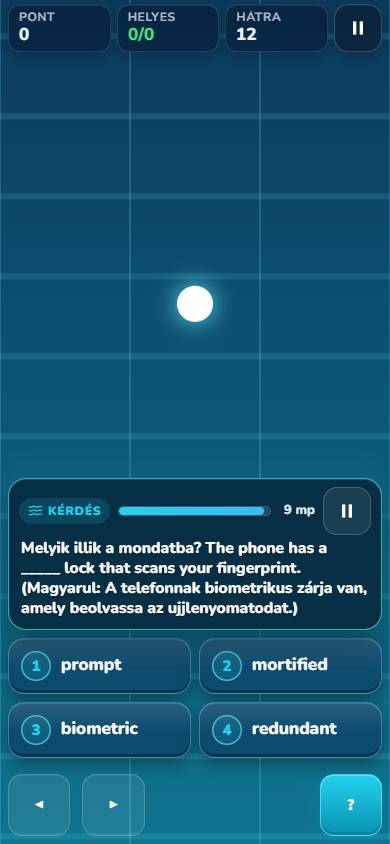 PONT
0
HELYES
0/0
HÁTRA
12
KÉRDÉS
9 mp
Melyik illik a mondatba? The phone has a
_____ lock that scans your fingerprint.
(Magyarul: A telefonnak biometrikus zárja van,
amely beolvassa az ujjlenyomatodat.)
1 prompt
2 mortified
3 biometric
4 redundant
?